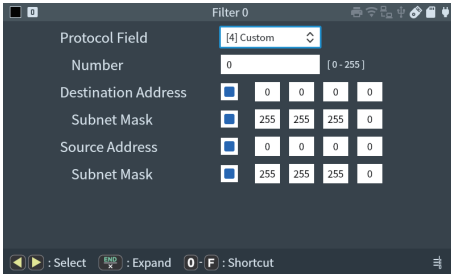 0 Filter 0
Protocol Field [4] Custom
Number 0 [ 0 - 255 ]
Destination Address 0 0 0 0
Subnet Mask 255 255 255 0
Source Address 0 0 0 0
Subnet Mask 255 255 255 0
: Select END × : Expand 0 - F : Shortcut